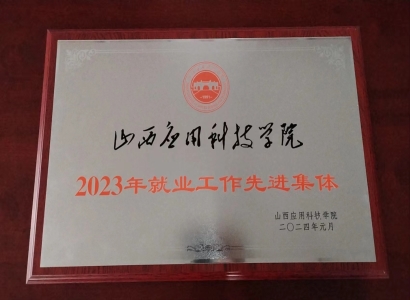 山西应用科技学院
2023年就业工作先进集体
山西应用科技学院
二〇二四年元月